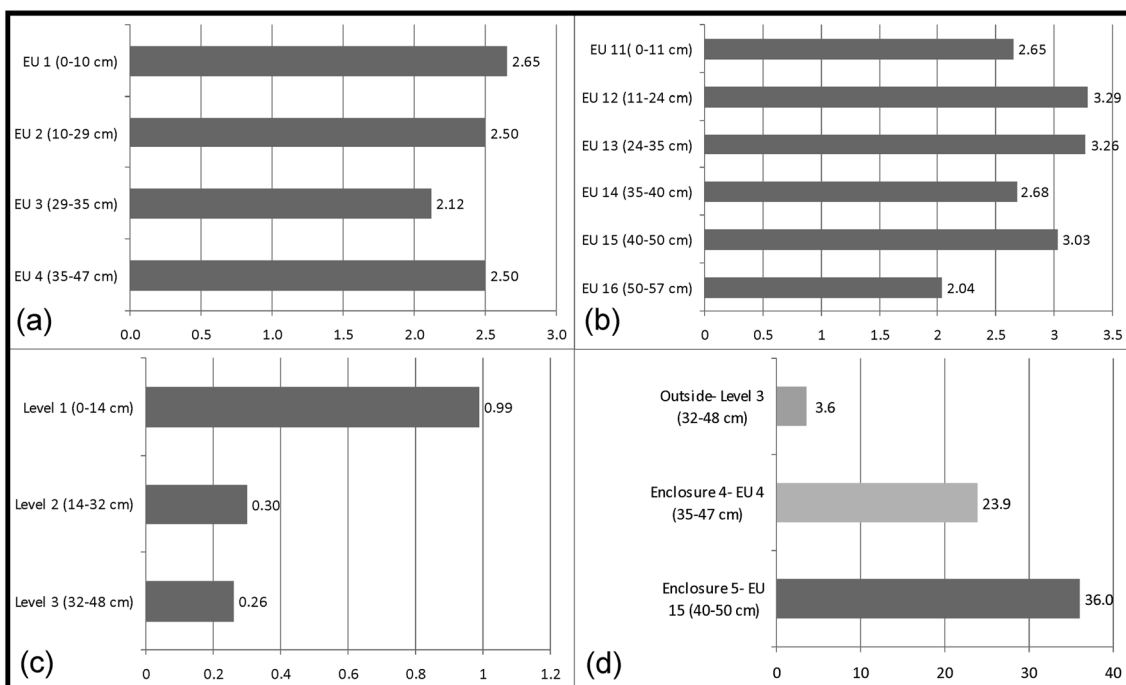 EU 1 (0-10 cm)
2.65
EU 2 (10-29 cm)
2.50
EU 3 (29-35 cm)
2.12
EU 4 (35-47 cm)
2.50
(a)
0.0 0.5 1.0 1.5 2.0 2.5 3.0
EU 11( 0-11 cm)
2.65
EU 12 (11-24 cm)
3.29
EU 13 (24-35 cm)
3.26
EU 14 (35-40 cm)
2.68
EU 15 (40-50 cm)
3.03
EU 16 (50-57 cm)
2.04
(b)
0 0.5 1 1.5 2 2.5 3 3.5
Level 1 (0-14 cm)
0.99
Level 2 (14-32 cm)
0.30
Level 3 (32-48 cm)
0.26
(c)
0 0.2 0.4 0.6 0.8 1 1.2
Outside- Level 3
(32-48 cm)
3.6
Enclosure 4- EU 4
(35-47 cm)
23.9
Enclosure 5- EU
15 (40-50 cm)
36.0
(d)
0 10 20 30 40